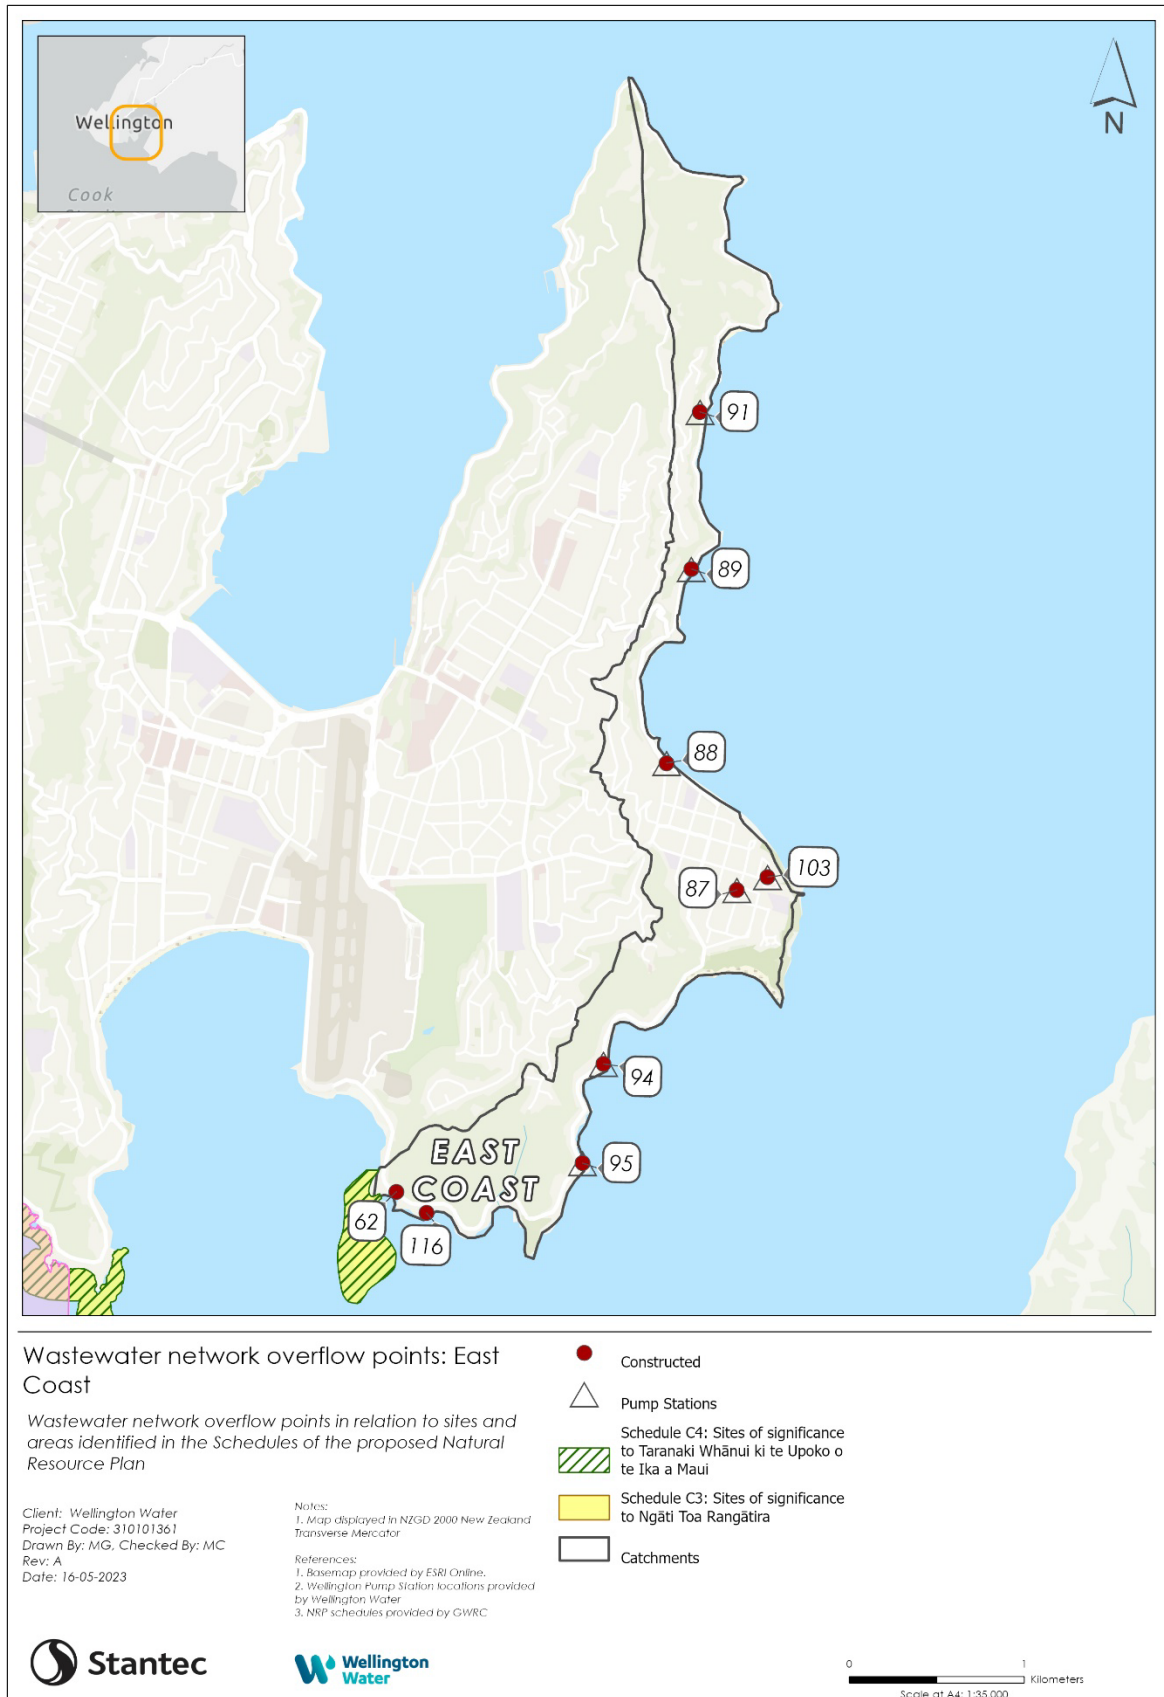 Wellington
Cook
N
91
89
88
103
87
94
95
EAST
COAST
62
116
Wastewater network overflow points: East
Coast
Wastewater network overflow points in relation to sites and
areas identified in the Schedules of the proposed Natural
Resource Plan
Client: Wellington Water
Project Code: 310101361
Drawn By: MG, Checked By: MC
Rev: A
Date: 16-05-2023
Notes:
1. Map displayed in NZGD 2000 New Zealand
Transverse Mercator
References:
1. Basemap provided by ESRI Online.
2. Wellington Pump Station locations provided
by Wellington Water
3. NRP schedules provided by GWRC
Constructed
Pump Stations
Schedule C4: Sites of significance
to Taranaki Whānui ki te Upoko o
te Ika a Maui
Schedule C3: Sites of significance
to Ngāti Toa Rangātira
Catchments
Stantec
Wellington
Water
0 1
Kilometers
Scale at A4: 1:35,000